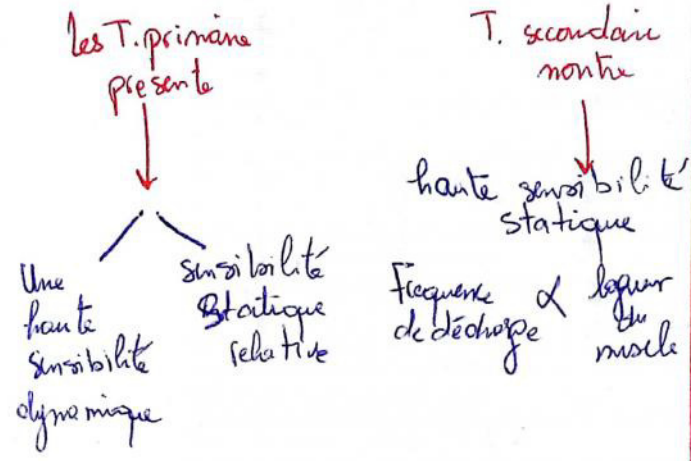 les T. primaire
présente
Une
haute
sensibilité
dynamique
sensibilité
Statique
relative
T. secondaire
montre
haute sensibilité
statique
Frequence
de décharge
∝
longueur
du
muscle